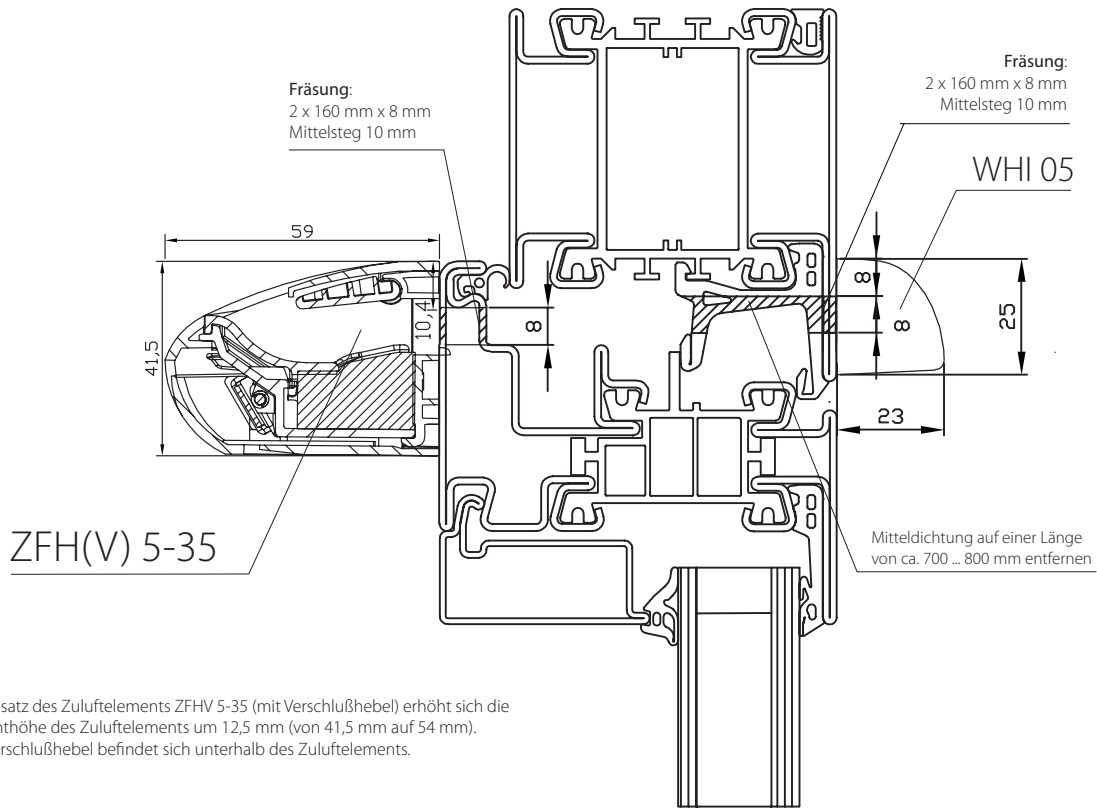 Fräsung:
2 x 160 mm x 8 mm
Mittelsteg 10 mm
Fräsung:
2 x 160 mm x 8 mm
Mittelsteg 10 mm
WHI 05
59
41,5
10,4
8
8
8
25
23
ZFH(V) 5-35
Mitteldichtung auf einer Länge
von ca. 700 ... 800 mm entfernen
satz des Zuluftelements ZFHV 5-35 (mit Verschlußhebel) erhöht sich die
nthöhe des Zuluftelements um 12,5 mm (von 41,5 mm auf 54 mm).
rschlußhebel befindet sich unterhalb des Zuluftelements.